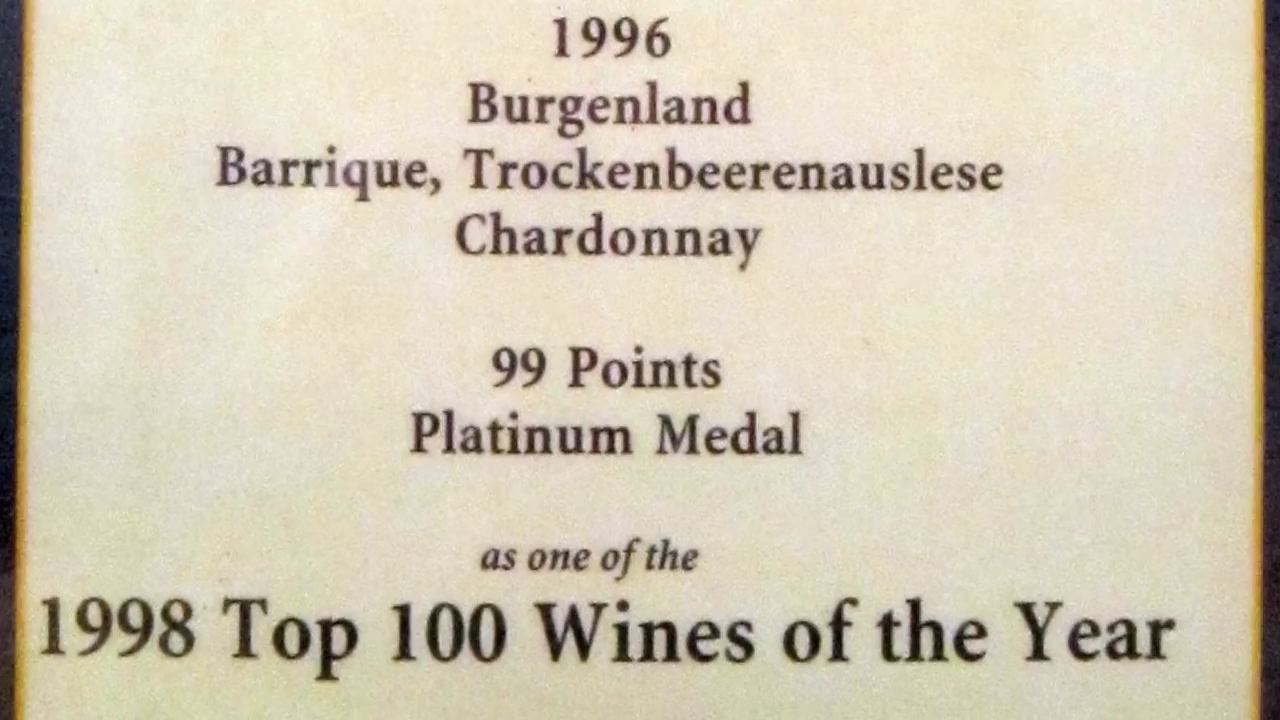 1996
Burgenland
Barrique, Trockenbeerenauslese
Chardonnay
99 Points
Platinum Medal
as one of the
1998 Top 100 Wines of the Year